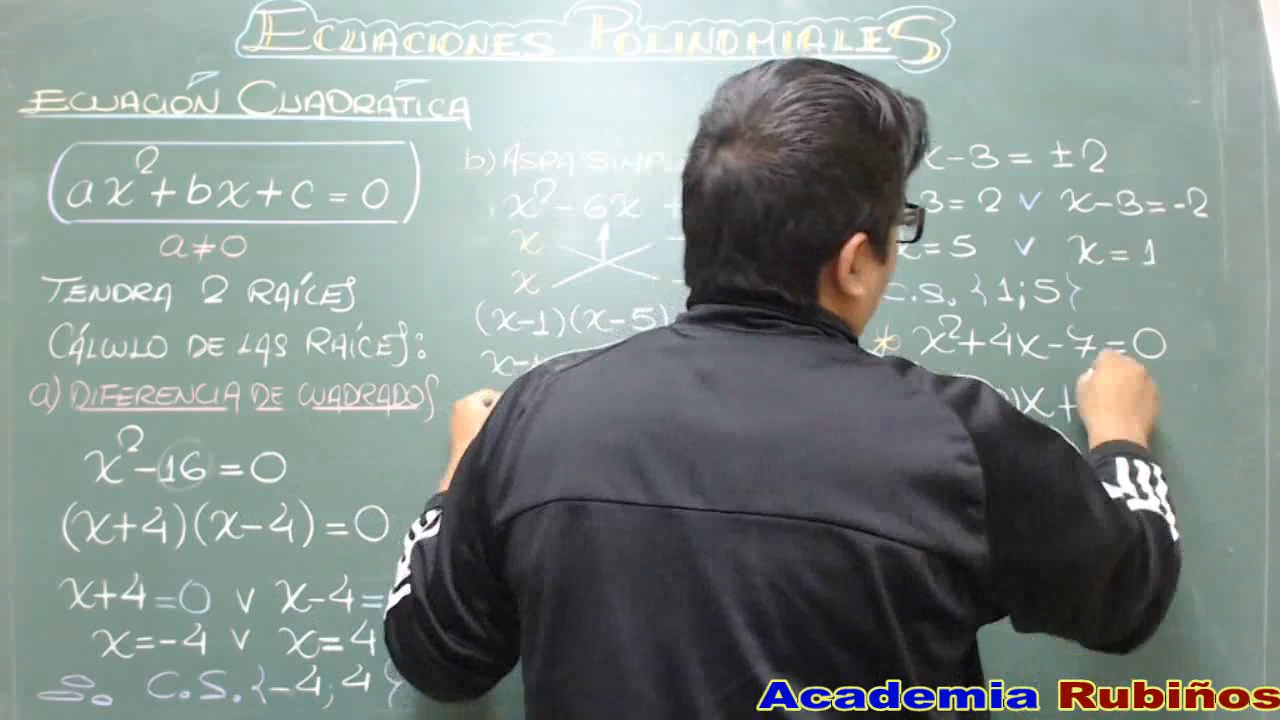 ECUACIONES POLINOMIALES
ECUACIÓN CUADRÁTICA
ax²+bx+c=0
a≠0
TENDRA 2 RAÍCES
CÁLCULO DE LAS RAÍCES:
a) DIFERENCIA DE CUADRADOS
x²-16=0
(x+4)(x-4)=0
x+4=0 ∨ x-4=
x=-4 ∨ x=4
∴ C.S.{-4,4}
b) ASPA SIMP
x²-6x
x
x
(x-1)(x-5)
x-3=±2
3=2 ∨ x-3=-2
x=5 ∨ x=1
C.S.{1;5}
* x²+4x-7=0
)x+
Academia Rubiños